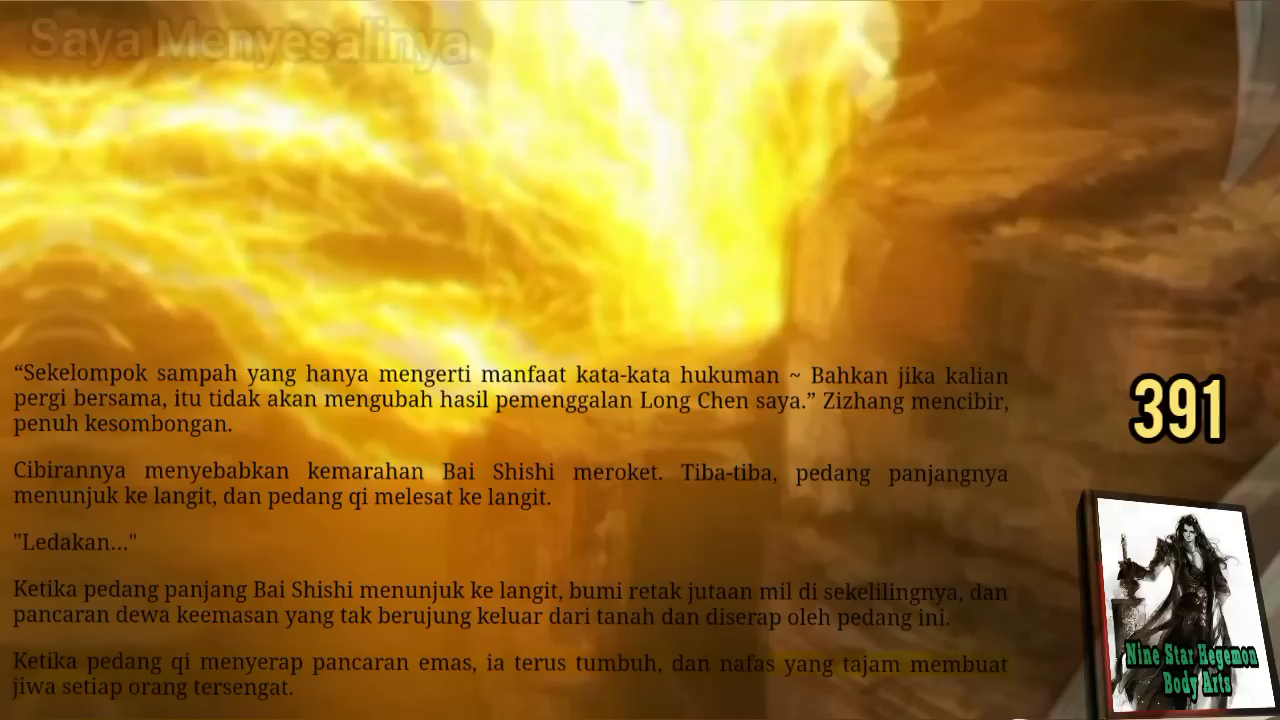 Saya Menyesalinya
“Sekelompok sampah yang hanya mengerti manfaat kata-kata hukuman ~ Bahkan jika kalian
pergi bersama, itu tidak akan mengubah hasil pemenggalan Long Chen saya.” Zizhang mencibir,
penuh kesombongan.
Cibirannya menyebabkan kemarahan Bai Shishi meroket. Tiba-tiba, pedang panjangnya
menunjuk ke langit, dan pedang qi melesat ke langit.
"Ledakan..."
Ketika pedang panjang Bai Shishi menunjuk ke langit, bumi retak jutaan mil di sekelilingnya, dan
pancaran dewa keemasan yang tak berujung keluar dari tanah dan diserap oleh pedang ini.
Ketika pedang qi menyerap pancaran emas, ia terus tumbuh, dan nafas yang tajam membuat
jiwa setiap orang tersengat.
391
Nine Star Hegemon
Body Arts